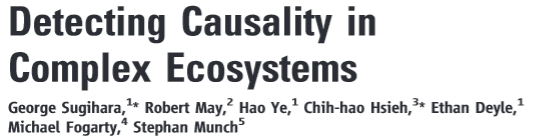 Detecting Causality in
Complex Ecosystems
George Sugihara,¹* Robert May,² Hao Ye,¹ Chih-hao Hsieh,³* Ethan Deyle,¹
Michael Fogarty,⁴ Stephan Munch⁵